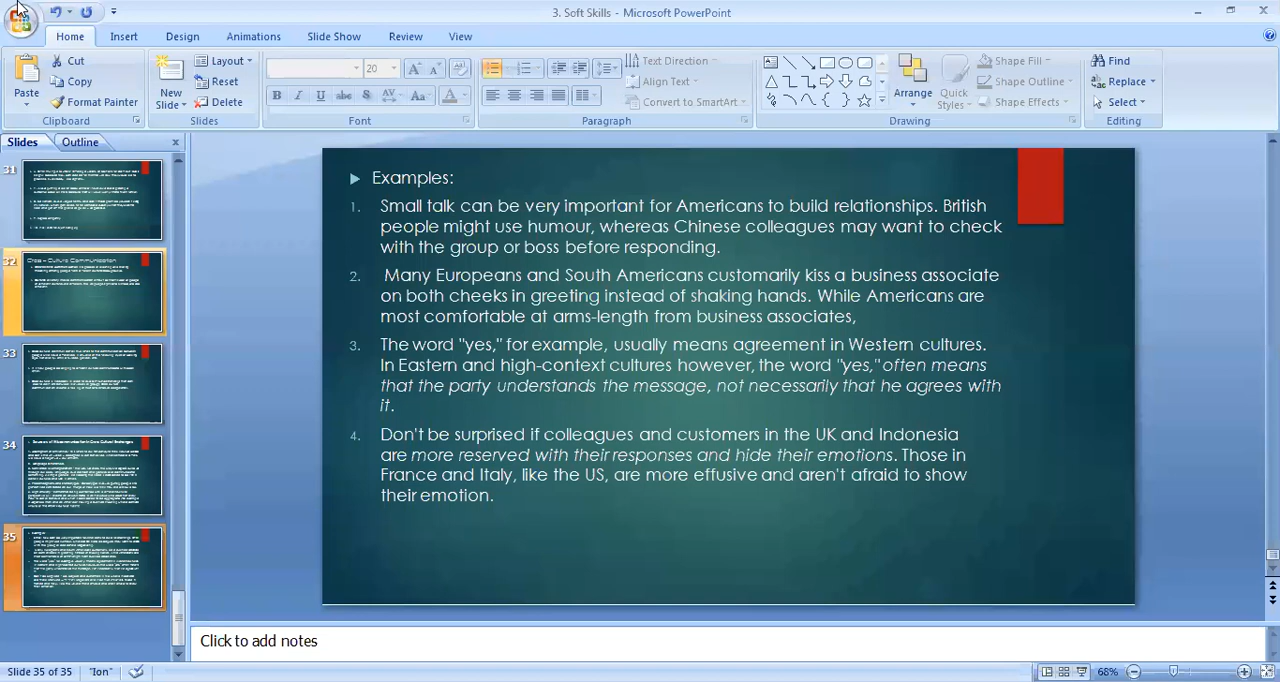 3. Soft Skills - Microsoft PowerPoint
Home Insert Design Animations Slide Show Review View
Cut
Copy
Format Painter
Paste
Clipboard
New
Slide
Layout
Reset
Delete
Slides
20
Font
Paragraph
Text Direction
Align Text
Convert to SmartArt
Arrange
Quick
Styles
Shape Fill
Shape Outline
Shape Effects
Drawing
Find
Replace
Select
Editing
Slides Outline
31
32
Cross – Culture Communication
33
34
35
Examples:
1. Small talk can be very important for Americans to build relationships. British
people might use humour, whereas Chinese colleagues may want to check
with the group or boss before responding.
2. Many Europeans and South Americans customarily kiss a business associate
on both cheeks in greeting instead of shaking hands. While Americans are
most comfortable at arms-length from business associates,
3. The word "yes," for example, usually means agreement in Western cultures.
In Eastern and high-context cultures however, the word "yes," often means
that the party understands the message, not necessarily that he agrees with
it.
4. Don't be surprised if colleagues and customers in the UK and Indonesia
are more reserved with their responses and hide their emotions. Those in
France and Italy, like the US, are more effusive and aren't afraid to show
their emotion.
Click to add notes
Slide 35 of 35 "Ion" 68%